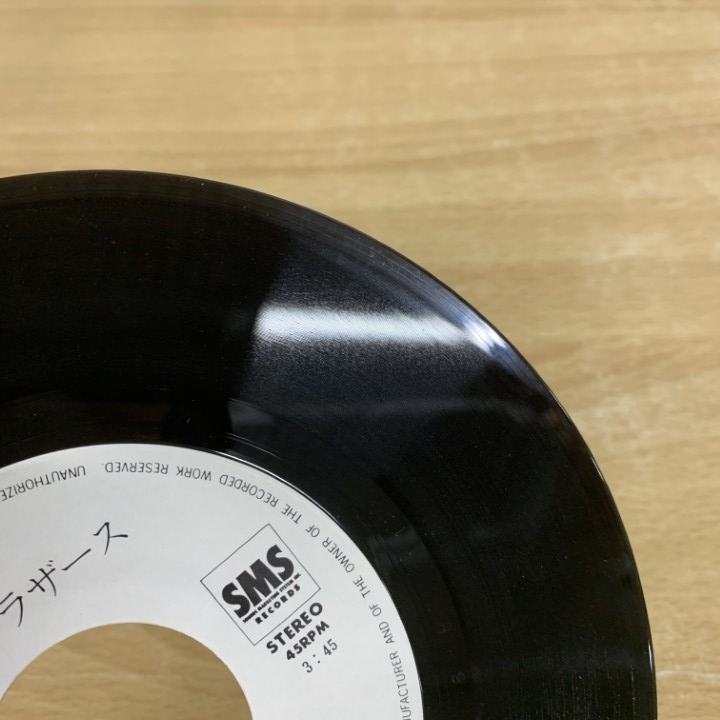 UFACTURER AND OF THE OWNER OF THE RECORDED WORK RESERVED. UNAUTHORIZE
ラザース
SMS
RECORDS
STEREO
45RPM
3:45